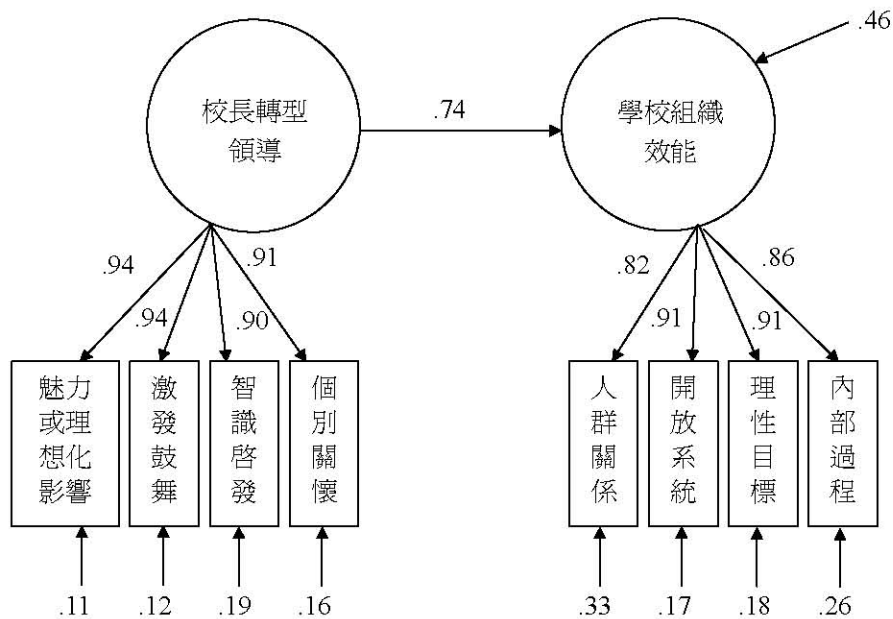 .46
校長轉型
領導
.74
學校組織
效能
.94
.91
.82
.86
.94
.90
.91
.91
魅力
或理
想化
影響
激發鼓舞
智識啓發
個別關懷
人群關係
開放系統
理性目標
內部過程
.11
.12
.19
.16
.33
.17
.18
.26